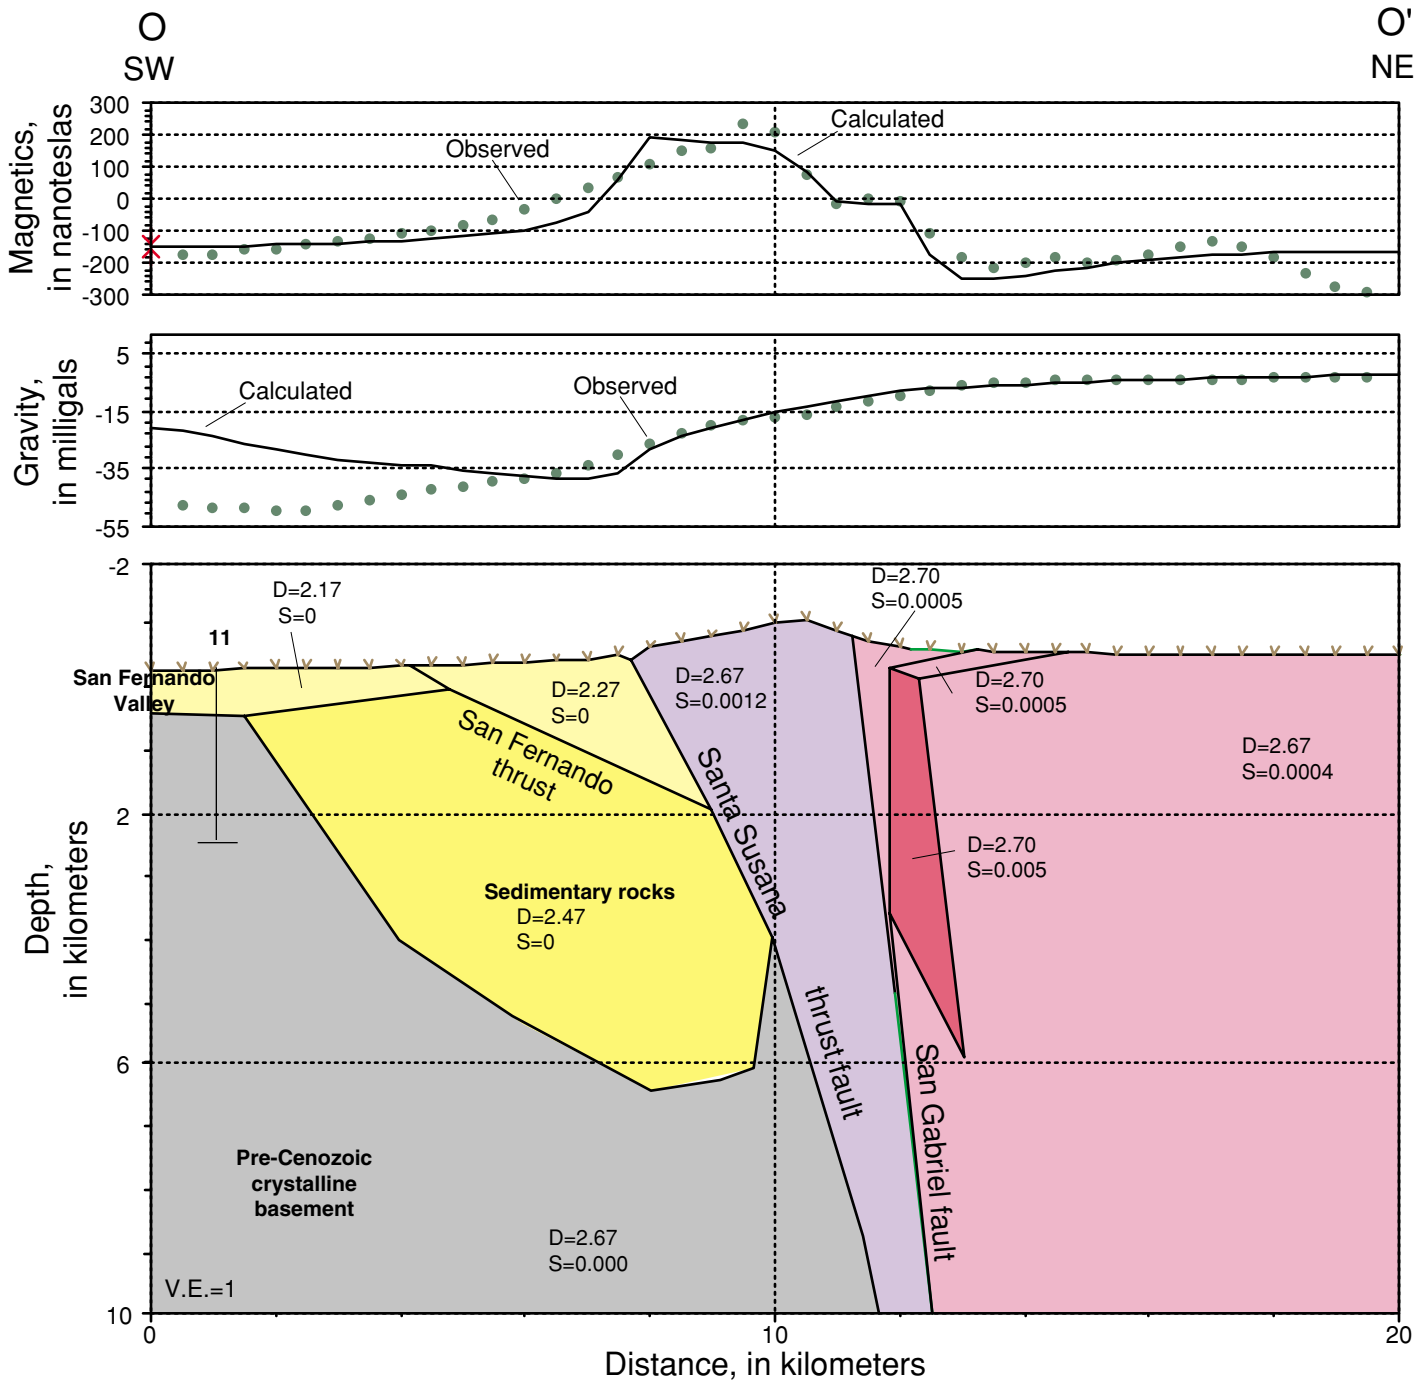 O
SW
O'
NE
Magnetics,
in nanoteslas
300
200
100
0
-100
-200
-300
Observed
Calculated
Gravity,
in milligals
5
-15
-35
-55
Calculated
Observed
Depth,
in kilometers
-2
2
6
10
D=2.17
S=0
11
San Fernando
Valley
D=2.27
S=0
San Fernando
thrust
D=2.67
S=0.0012
D=2.70
S=0.0005
D=2.70
S=0.0005
D=2.67
S=0.0004
D=2.70
S=0.005
Santa Susana
thrust fault
San Gabriel fault
Sedimentary rocks
D=2.47
S=0
Pre-Cenozoic
crystalline
basement
D=2.67
S=0.000
V.E.=1
0
10
20
Distance, in kilometers